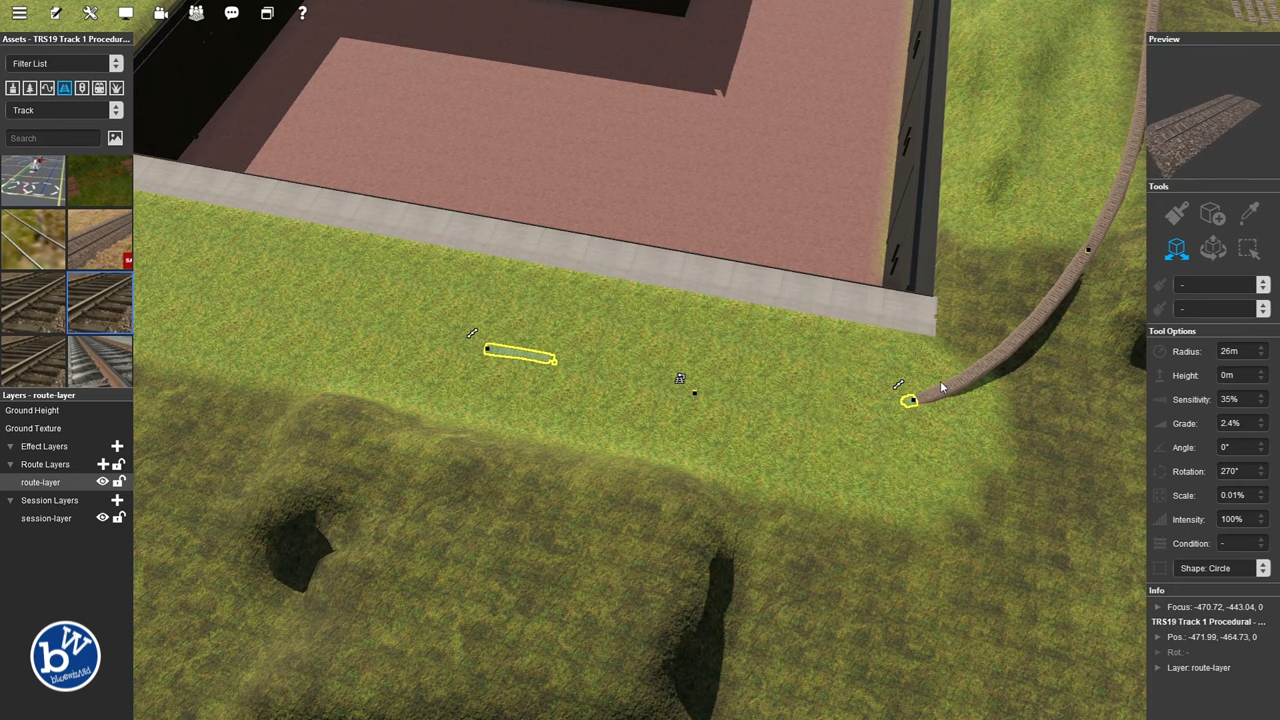 Assets - TRS19 Track 1 Procedur...
Filter List
Track
Search
Layers - route-layer
Ground Height
Ground Texture
Effect Layers
Route Layers
route-layer
Session Layers
session-layer
bW
Preview
Tools
-
-
Tool Options
Radius: 26m
Height: 0m
Sensitivity: 35%
Grade: 2.4%
Angle: 0°
Rotation: 270°
Scale: 0.01%
Intensity: 100%
Condition: -
Shape: Circle
Info
Focus: -470.72, -443.04, 0
TRS19 Track 1 Procedural - ...
Pos.: -471.99, -464.73, 0
Rot.: -
Layer: route-layer